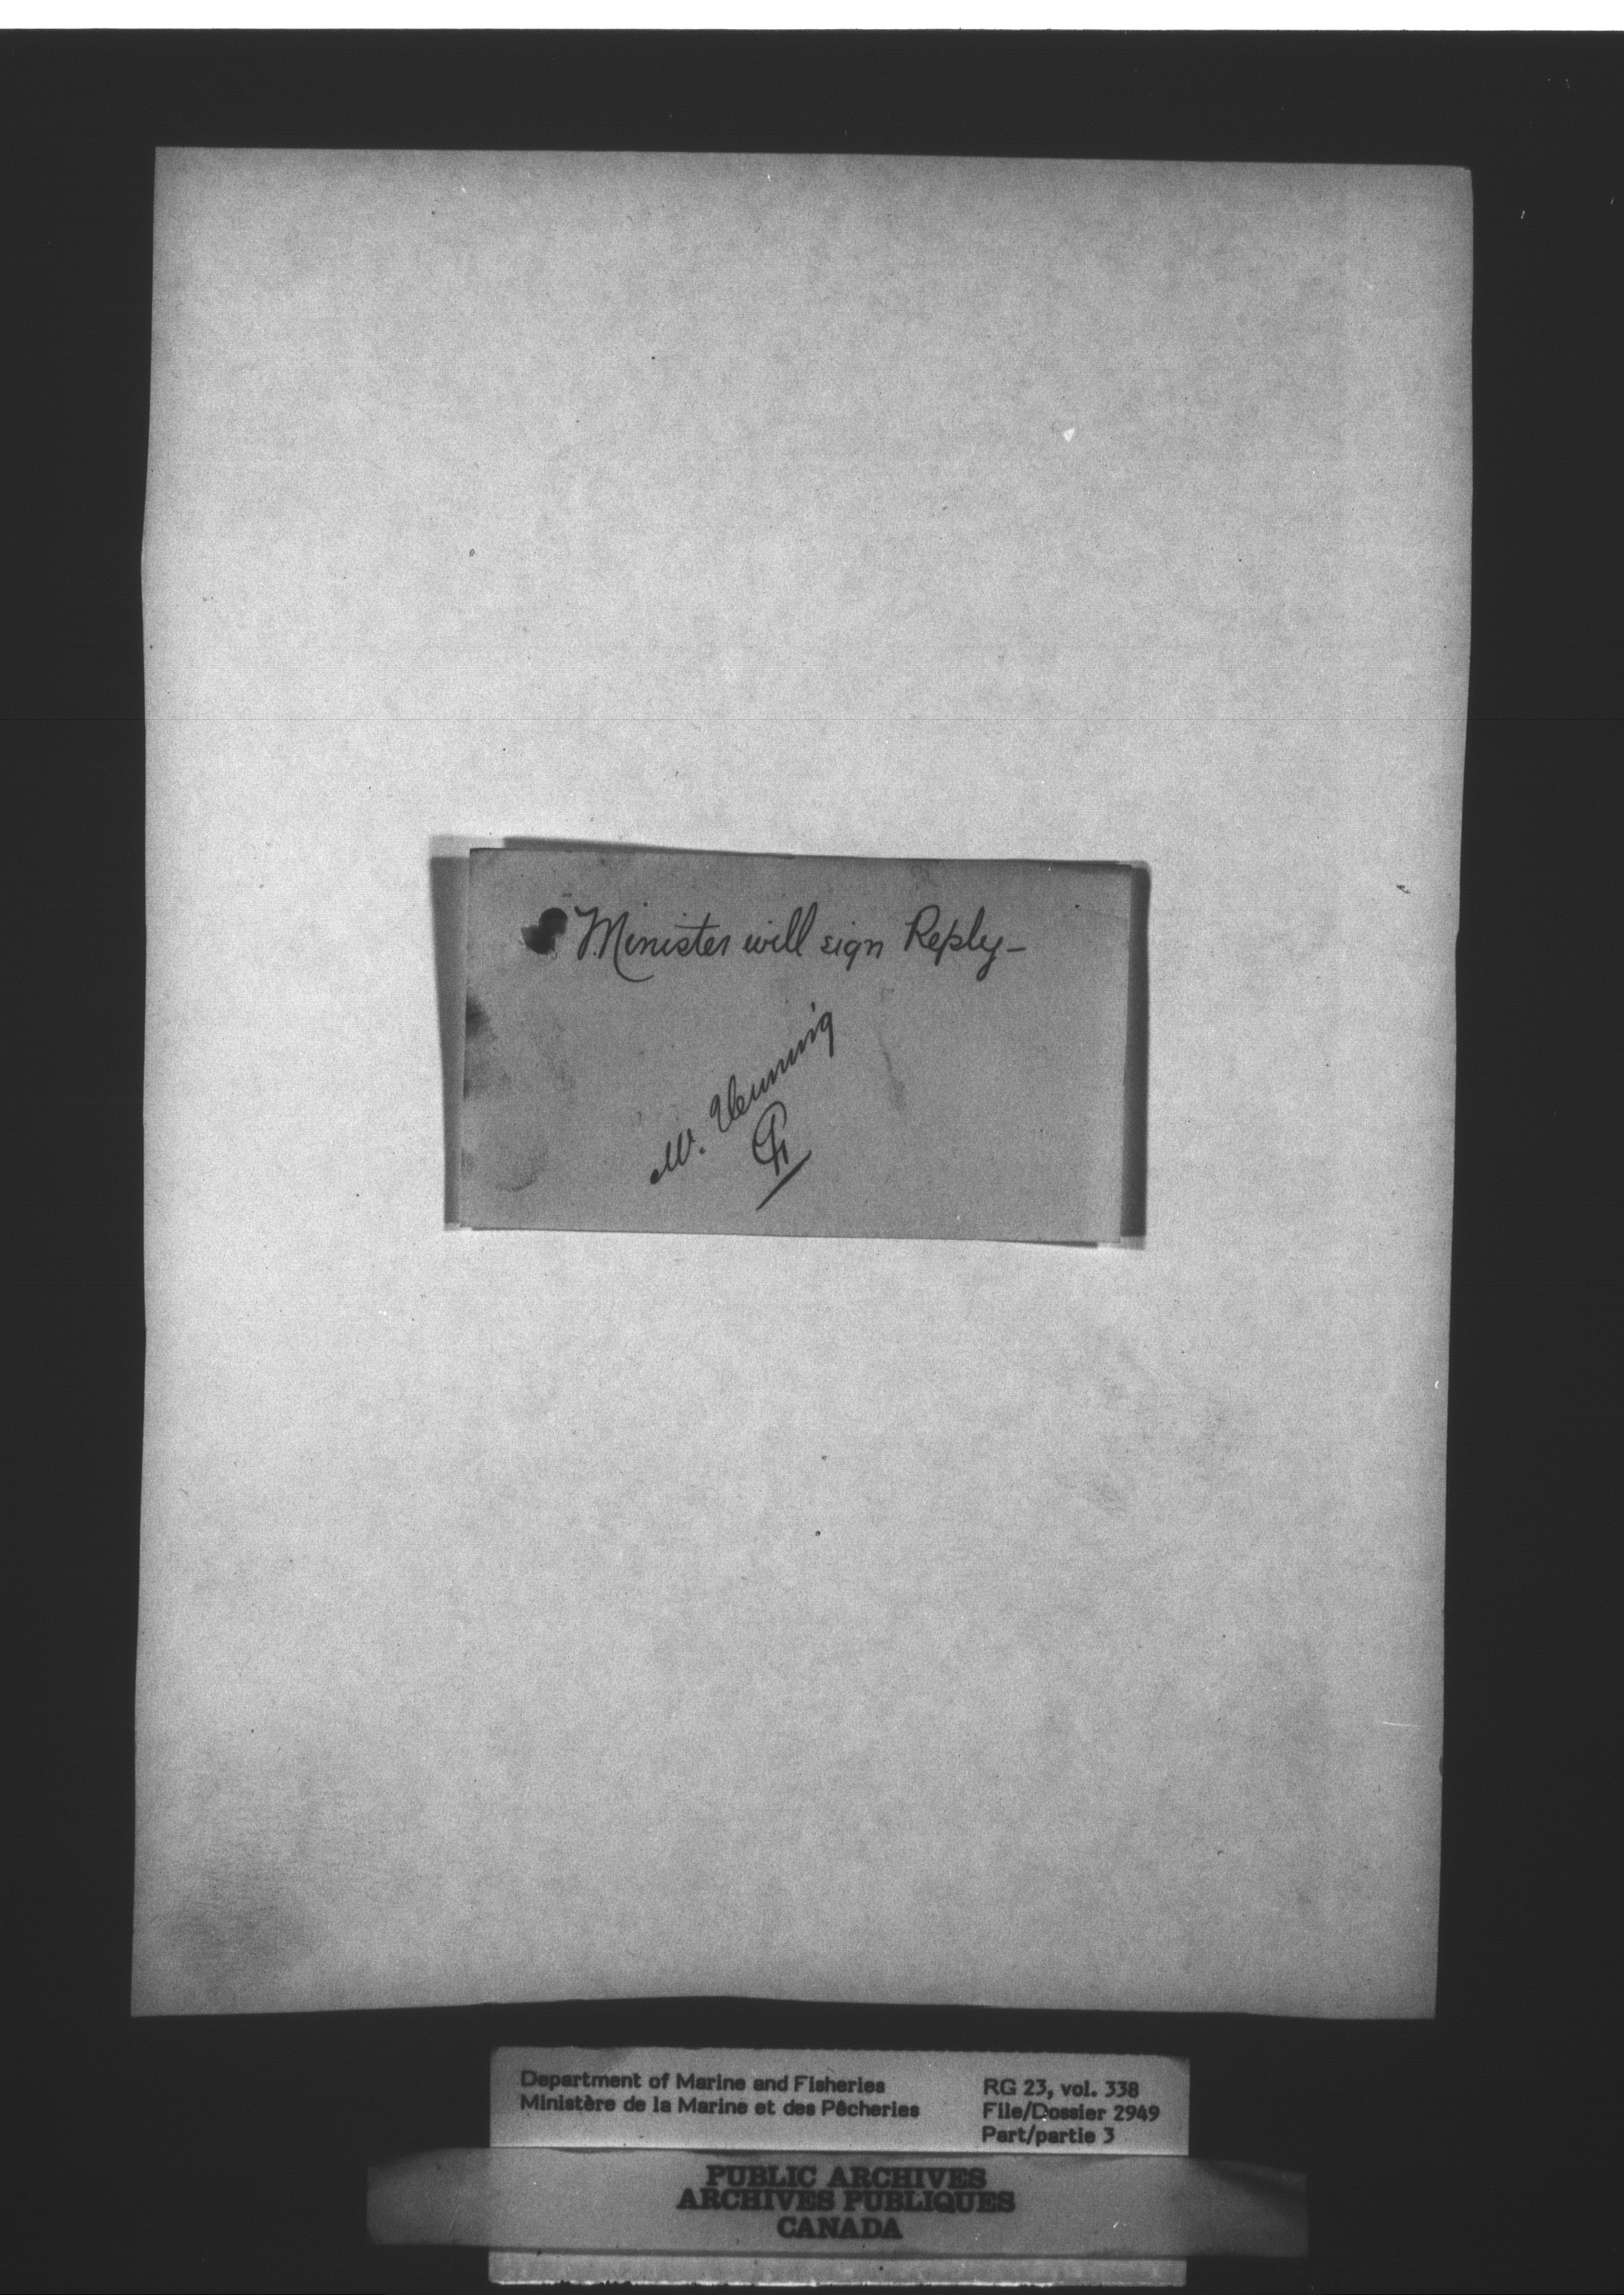 Minister will sign Reply—
M. Venning
Department of Marine and Fisheries
Ministère de la Marine et des Pêcheries
RG 23, vol. 338
File/Dossier 2949
Part/partie 3
PUBLIC ARCHIVES
ARCHIVES PUBLIQUES
CANADA